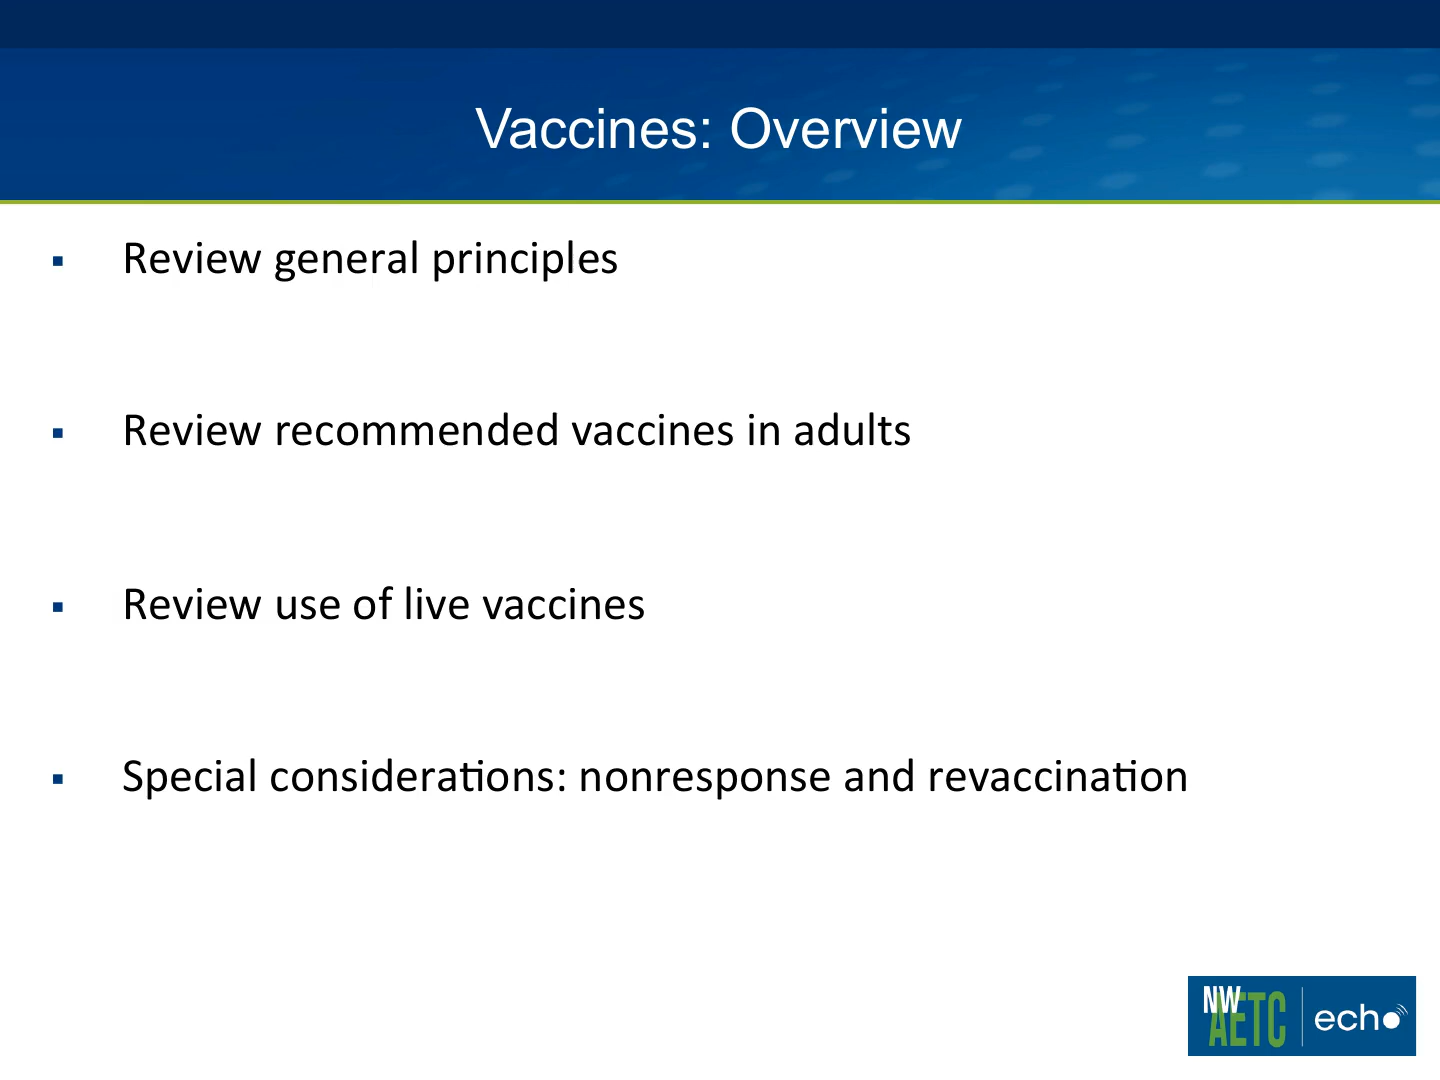 Vaccines: Overview
▪ Review general principles
▪ Review recommended vaccines in adults
▪ Review use of live vaccines
▪ Special considerations: nonresponse and revaccination
NW
AETC
echo